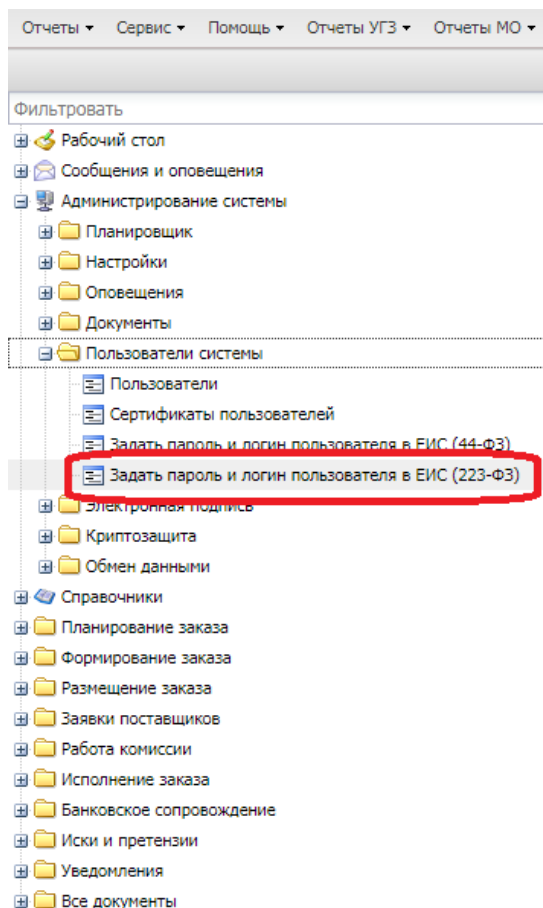 Отчеты Сервис Помощь Отчеты УГЗ Отчеты МО
Фильтровать
Рабочий стол
Сообщения и оповещения
Администрирование системы
Планировщик
Настройки
Оповещения
Документы
Пользователи системы
Пользователи
Сертификаты пользователей
Задать пароль и логин пользователя в ЕИС (44-ФЗ)
Задать пароль и логин пользователя в ЕИС (223-ФЗ)
Электронная подпись
Криптозащита
Обмен данными
Справочники
Планирование заказа
Формирование заказа
Размещение заказа
Заявки поставщиков
Работа комиссии
Исполнение заказа
Банковское сопровождение
Иски и претензии
Уведомления
Все документы